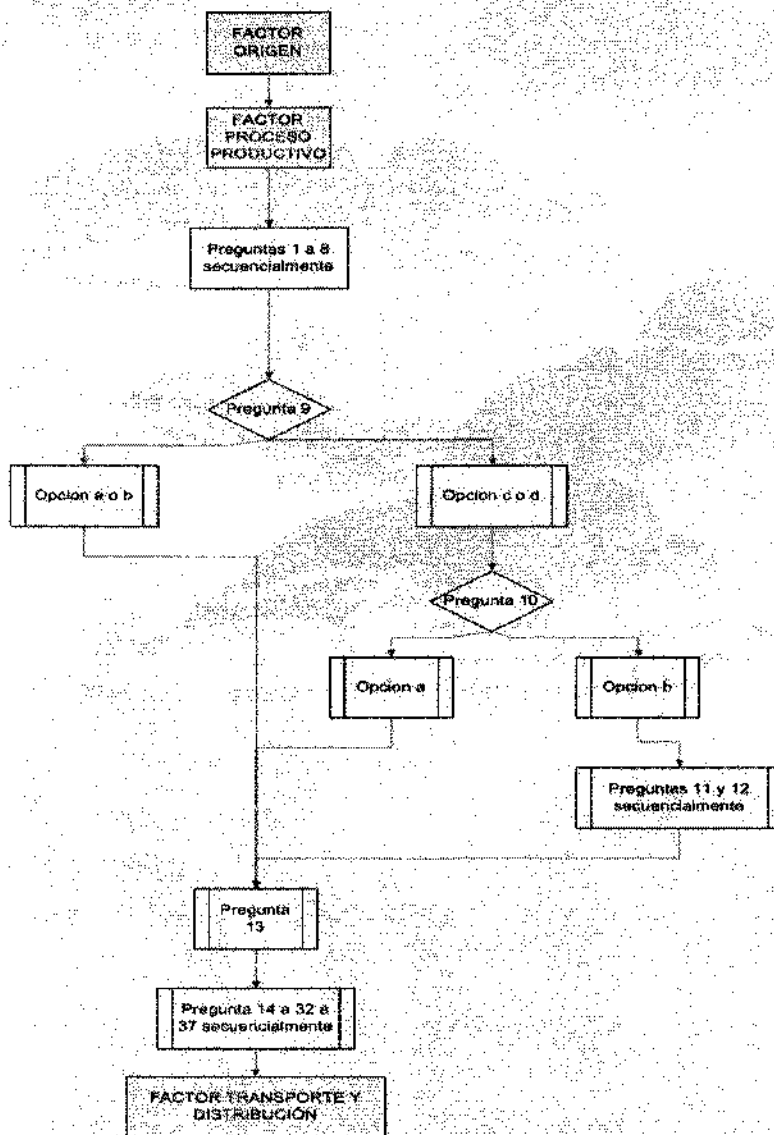 FACTOR
ORIGEN
FACTOR
PROCESO
PRODUCTIVO
Preguntas 1 a 8
secuencialmente
Pregunta 9
Opcion a o b
Opcion c o d
Pregunta 10
Opcion a
Opcion b
Preguntas 11 y 12
secuencialmente
Pregunta
13
Pregunta 14 a 32 a
37 secuencialmente
FACTOR TRANSPORTE Y
DISTRIBUCIÓN